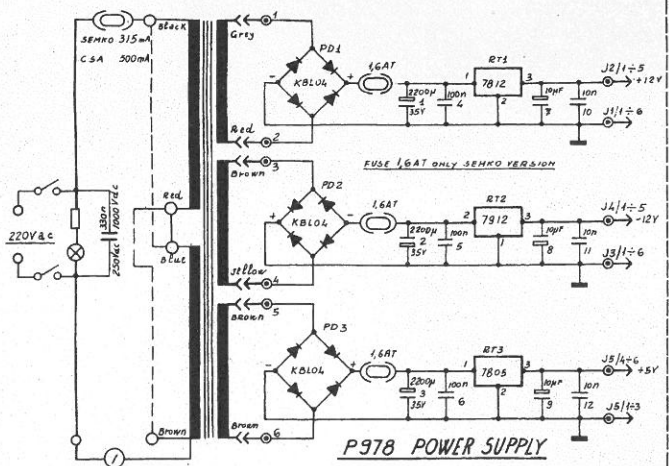 SEMKO 315mA
CSA 500mA
Black
Grey
1
PD1
KBL04
-
+
1,6AT
2200µ
1
35V
100n
4
RT1
1
7812
3
2
10µF
7
10n
10
J2/1÷5
+12V
J1/1÷6
Red
2
FUSE 1,6AT ONLY SEMKO VERSION
Brown
3
PD2
KBL04
+
-
1,6AT
2200µ
2
35V
100n
5
RT2
2
7912
3
1
10µF
8
10n
11
J4/1÷5
-12V
J3/1÷6
Yellow
4
220Vac
330n
1000Vdc
250Vac
Red
Blue
Brown
5
PD3
KBL04
-
+
1,6AT
2200µ
3
35V
100n
6
RT3
1
7805
3
2
10µF
9
10n
12
J5/4÷6
+5V
J5/1÷3
Brown
6
Brown
P978 POWER SUPPLY